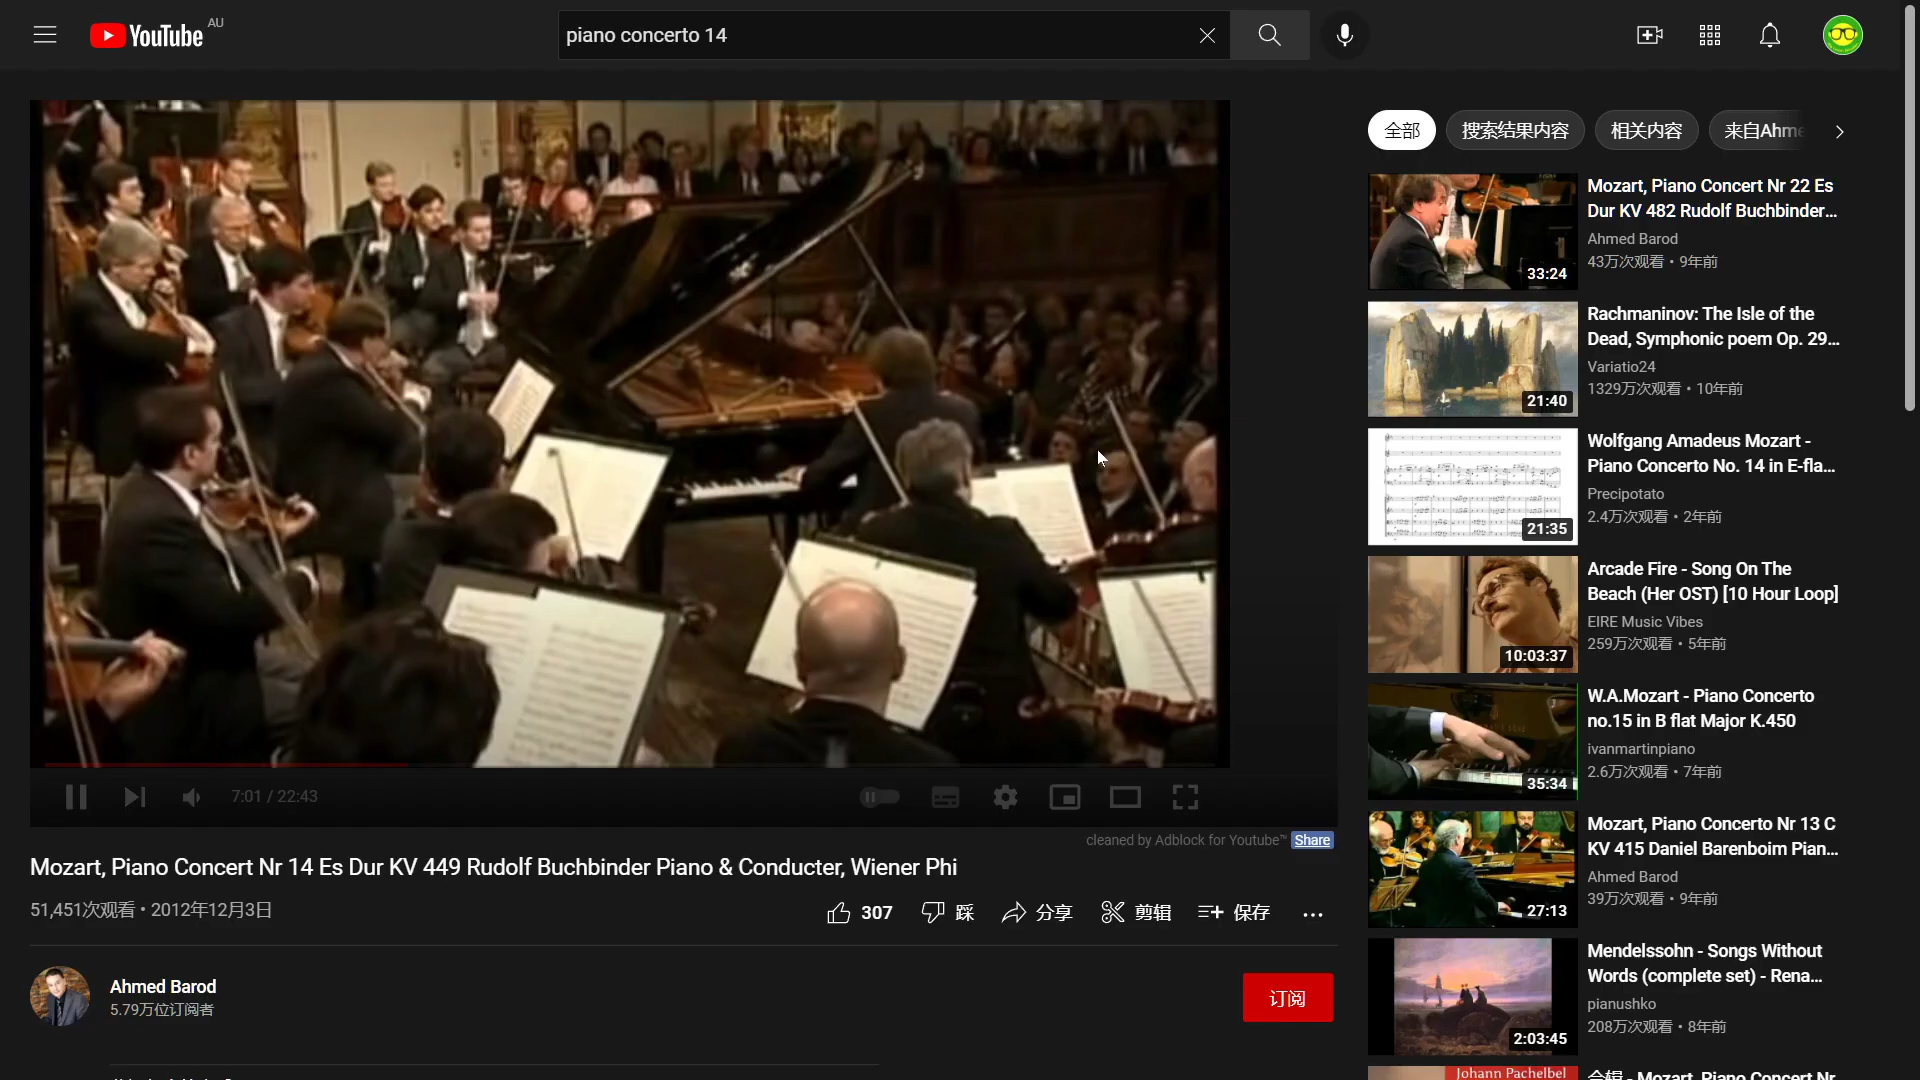 YouTube AU
piano concerto 14
全部
搜索结果内容
相关内容
来自Ahme
Mozart, Piano Concert Nr 22 Es
Dur KV 482 Rudolf Buchbinder...
Ahmed Barod
43万次观看 • 9年前
33:24
Rachmaninov: The Isle of the
Dead, Symphonic poem Op. 29...
Variatio24
1329万次观看 • 10年前
21:40
Wolfgang Amadeus Mozart -
Piano Concerto No. 14 in E-fla...
Precipotato
2.4万次观看 • 2年前
21:35
Arcade Fire - Song On The
Beach (Her OST) [10 Hour Loop]
EIRE Music Vibes
259万次观看 • 5年前
10:03:37
W.A.Mozart - Piano Concerto
no.15 in B flat Major K.450
ivanmartinpiano
2.6万次观看 • 7年前
35:34
Mozart, Piano Concerto Nr 13 C
KV 415 Daniel Barenboim Pian...
Ahmed Barod
39万次观看 • 9年前
27:13
Mendelssohn - Songs Without
Words (complete set) - Rena...
pianushko
208万次观看 • 8年前
2:03:45
Johann Pachelbel
合辑 - Mozart, Piano Concert Nr
7:01 / 22:43
cleaned by Adblock for Youtube™ Share
Mozart, Piano Concert Nr 14 Es Dur KV 449 Rudolf Buchbinder Piano & Conducter, Wiener Phi
51,451次观看 • 2012年12月3日
307
踩
分享
剪辑
保存
Ahmed Barod
5.79万位订阅者
订阅